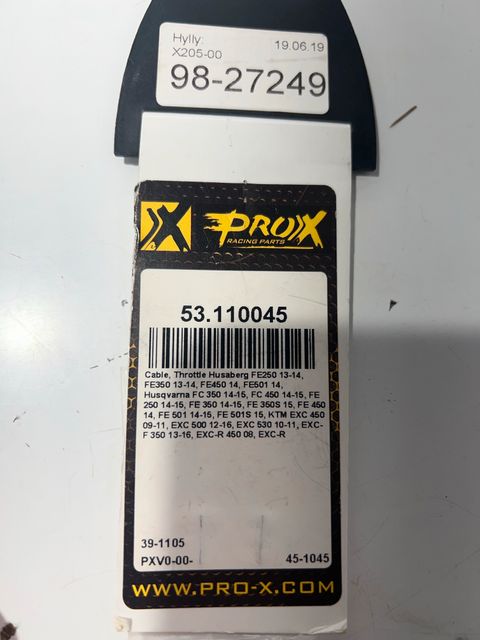 Hylly: 19.06.19
X205-00
98-27249
PROX
RACING PARTS
53.110045
Cable, Throttle Husaberg FE250 13-14,
FE350 13-14, FE450 14, FE501 14,
Husqvarna FC 350 14-15, FC 450 14-15, FE
250 14-15, FE 350 14-15, FE 350S 15, FE 450
14, FE 501 14-15, FE 501S 15, KTM EXC 450
09-11, EXC 500 12-16, EXC 530 10-11, EXC-
F 350 13-16, EXC-R 450 08, EXC-R
39-1105
PXV0-00- 45-1045
WWW.PRO-X.COM